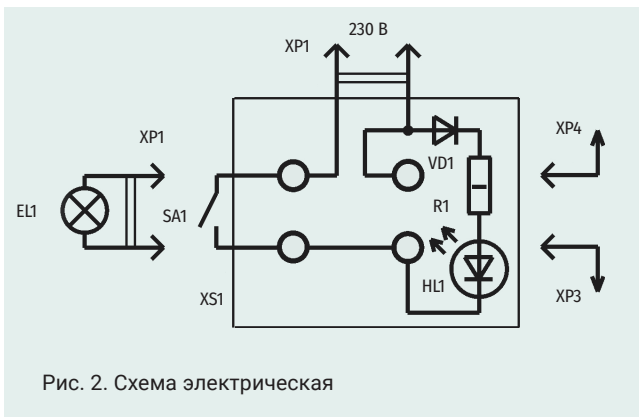 230 В
XP1
XP1
XP4
VD1
EL1
SA1
R1
HL1
XS1
XP3
Рис. 2. Схема электрическая